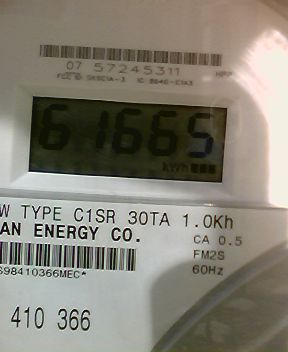 07 57245311
61665
kWh
W TYPE C1SR 30TA 1.0Kh
AN ENERGY CO.
CA 0.5
FM2S
60Hz
S98410366MEC*
410 366